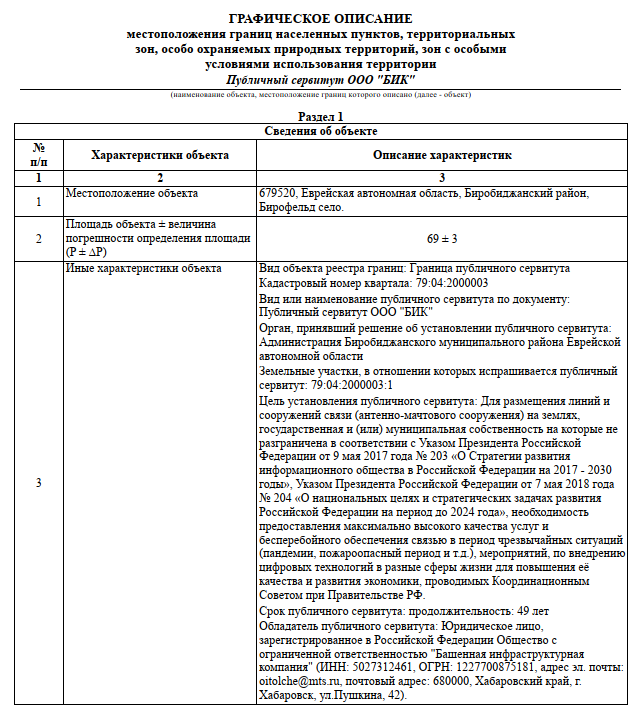 ГРАФИЧЕСКОЕ ОПИСАНИЕ
местоположения границ населенных пунктов, территориальных
зон, особо охраняемых природных территорий, зон с особыми
условиями использования территории
Публичный сервитут ООО "БИК"
(наименование объекта, местоположение границ которого описано (далее - объект)
Раздел 1
Сведения об объекте
№
п/п
Характеристики объекта
Описание характеристик
1
2
3
1
Местоположение объекта
679520, Еврейская автономная область, Биробиджанский район,
Бирофельд село.
2
Площадь объекта ± величина
погрешности определения площади
(P ± ΔP)
69 ± 3
3
Иные характеристики объекта
Вид объекта реестра границ: Граница публичного сервитута
Кадастровый номер квартала: 79:04:2000003
Вид или наименование публичного сервитута по документу:
Публичный сервитут ООО "БИК"
Орган, принявший решение об установлении публичного сервитута:
Администрация Биробиджанского муниципального района Еврейской
автономной области
Земельные участки, в отношении которых испрашивается публичный
сервитут: 79:04:2000003:1
Цель установления публичного сервитута: Для размещения линий и
сооружений связи (антенно-мачтового сооружения) на землях,
государственная и (или) муниципальная собственность на которые не
разграничена в соответствии с Указом Президента Российской
Федерации от 9 мая 2017 года № 203 «О Стратегии развития
информационного общества в Российской Федерации на 2017 - 2030
годы», Указом Президента Российской Федерации от 7 мая 2018 года
№ 204 «О национальных целях и стратегических задачах развития
Российской Федерации на период до 2024 года», необходимость
предоставления максимально высокого качества услуг и
бесперебойного обеспечения связью в период чрезвычайных ситуаций
(пандемии, пожароопасный период и т.д.), мероприятий, по внедрению
цифровых технологий в разные сферы жизни для повышения её
качества и развития экономики, проводимых Координационным
Советом при Правительстве РФ.
Срок публичного сервитута: продолжительность: 49 лет
Обладатель публичного сервитута: Юридическое лицо,
зарегистрированное в Российской Федерации Общество с
ограниченной ответственностью "Башенная инфраструктурная
компания" (ИНН: 5027312461, ОГРН: 1227700875181, адрес эл. почты:
oitolche@mts.ru, почтовый адрес: 680000, Хабаровский край, г.
Хабаровск, ул.Пушкина, 42).